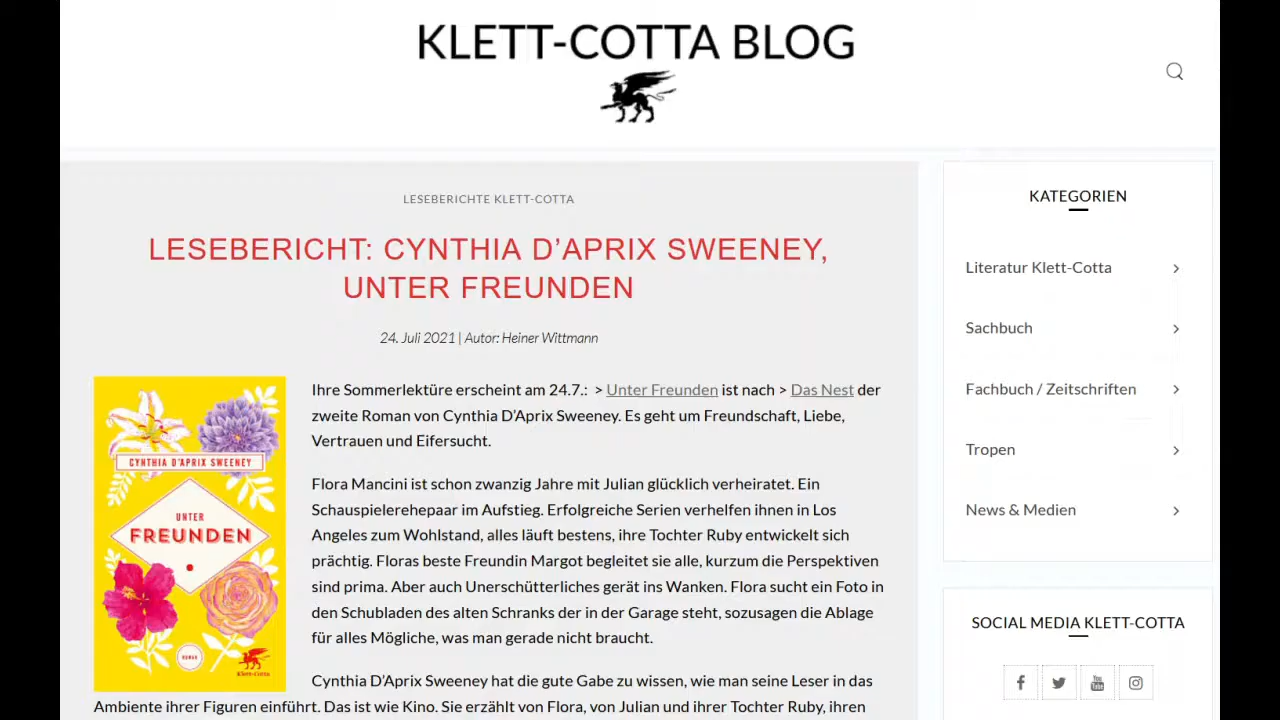 KLETT-COTTA BLOG
LESEBERICHTE KLETT-COTTA
LESEBERICHT: CYNTHIA D’APRIX SWEENEY,
UNTER FREUNDEN
24. Juli 2021 | Autor: Heiner Wittmann
CYNTHIA D'APRIX SWEENEY
UNTER
FREUNDEN
ROMAN
Klett-Cotta
Ihre Sommerlektüre erscheint am 24.7.: > Unter Freunden ist nach > Das Nest der
zweite Roman von Cynthia D’Aprix Sweeney. Es geht um Freundschaft, Liebe,
Vertrauen und Eifersucht.
Flora Mancini ist schon zwanzig Jahre mit Julian glücklich verheiratet. Ein
Schauspielerehepaar im Aufstieg. Erfolgreiche Serien verhelfen ihnen in Los
Angeles zum Wohlstand, alles läuft bestens, ihre Tochter Ruby entwickelt sich
prächtig. Floras beste Freundin Margot begleitet sie alle, kurzum die Perspektiven
sind prima. Aber auch Unerschütterliches gerät ins Wanken. Flora sucht ein Foto in
den Schubladen des alten Schranks der in der Garage steht, sozusagen die Ablage
für alles Mögliche, was man gerade nicht braucht.
Cynthia D’Aprix Sweeney hat die gute Gabe zu wissen, wie man seine Leser in das
Ambiente ihrer Figuren einführt. Das ist wie Kino. Sie erzählt von Flora, von Julian und ihrer Tochter Ruby, ihren
KATEGORIEN
Literatur Klett-Cotta
Sachbuch
Fachbuch / Zeitschriften
Tropen
News & Medien
SOCIAL MEDIA KLETT-COTTA